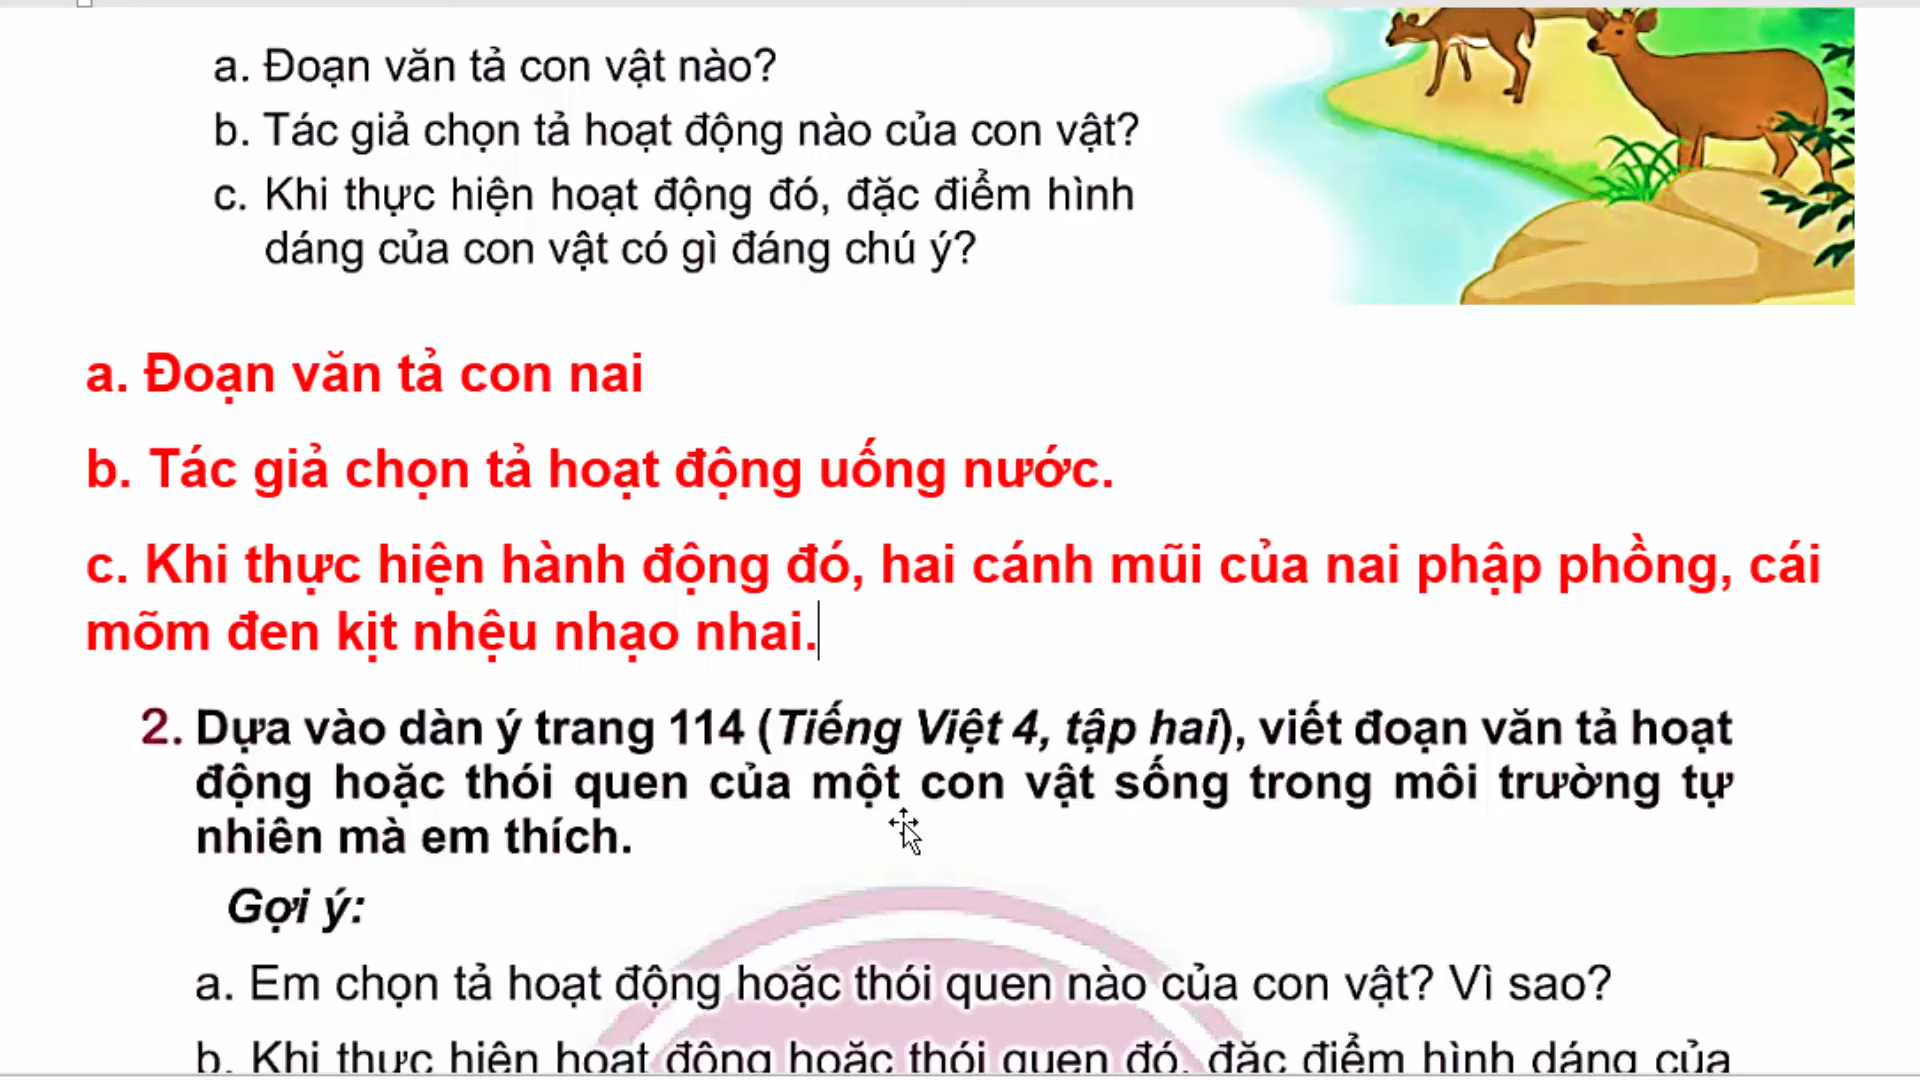 a. Đoạn văn tả con vật nào?
b. Tác giả chọn tả hoạt động nào của con vật?
c. Khi thực hiện hoạt động đó, đặc điểm hình
dáng của con vật có gì đáng chú ý?
a. Đoạn văn tả con nai
b. Tác giả chọn tả hoạt động uống nước.
c. Khi thực hiện hành động đó, hai cánh mũi của nai phập phồng, cái
mõm đen kịt nhệu nhạo nhai.
2. Dựa vào dàn ý trang 114 (Tiếng Việt 4, tập hai), viết đoạn văn tả hoạt
động hoặc thói quen của một con vật sống trong môi trường tự
nhiên mà em thích.
Gợi ý:
a. Em chọn tả hoạt động hoặc thói quen nào của con vật? Vì sao?
b. Khi thực hiện hoạt động hoặc thói quen đó, đặc điểm hình dáng của